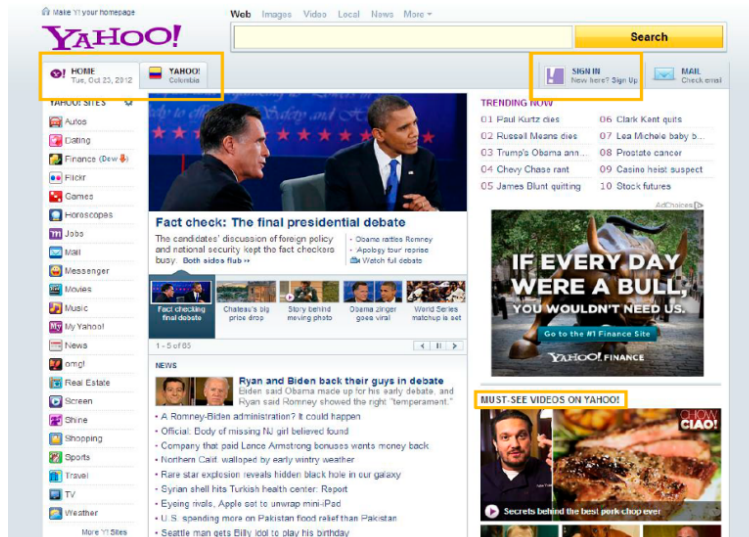 Make Y! your homepage
Web Images Video Local News More
YAHOO!
Search
HOME
Tue, Oct 23, 2012
YAHOO!
Colombia
SIGN IN
New here? Sign Up
MAIL
Check email
YAHOO! SITES
Autos
Dating
Finance (Dow)
Flickr
Games
Horoscopes
Jobs
Mail
Messenger
Movies
Music
My Yahoo!
News
omg!
Real Estate
Screen
Shine
Shopping
Sports
Travel
TV
Weather
More Y! Sites
Fact check: The final presidential debate
The candidates' discussion of foreign policy
and national security kept the fact checkers
busy. Both sides flub »
• Obama rattles Romney
• 'Apology tour' reprise
Watch full debate
Fact checking
final debate
Chateau's big
price drop
Story behind
moving photo
Obama zinger
goes viral
World Series
matchup is set
1 - 5 of 65
NEWS
Ryan and Biden back their guys in debate
Biden said Obama made up for his early debate, and
Ryan said Romney showed the right "temperament."
• A Romney-Biden administration? It could happen
• Official: Body of missing NJ girl believed found
• Company that paid Lance Armstrong bonuses wants money back
• Northern Calif. walloped by early wintry weather
• Rare star explosion reveals hidden black hole in our galaxy
• Syrian shell hits Turkish health center: Report
• Eyeing rivals, Apple set to unwrap mini-iPad
• U.S. spending more on Pakistan flood relief than Pakistan
• Seattle man gets Billy Idol to play his birthday
TRENDING NOW
01 Paul Kurtz dies
02 Russell Means dies
03 Trump's Obama ann...
04 Chevy Chase rant
05 James Blunt quitting
06 Clark Kent quits
07 Lea Michele baby b...
08 Prostate cancer
09 Casino heist suspect
10 Stock futures
AdChoices
IF EVERY DAY
WERE A BULL,
YOU WOULDN'T NEED US.
Go to the #1 Finance Site
YAHOO! FINANCE
MUST-SEE VIDEOS ON YAHOO!
CHOW
CIAO!
Secrets behind the best pork chop ever